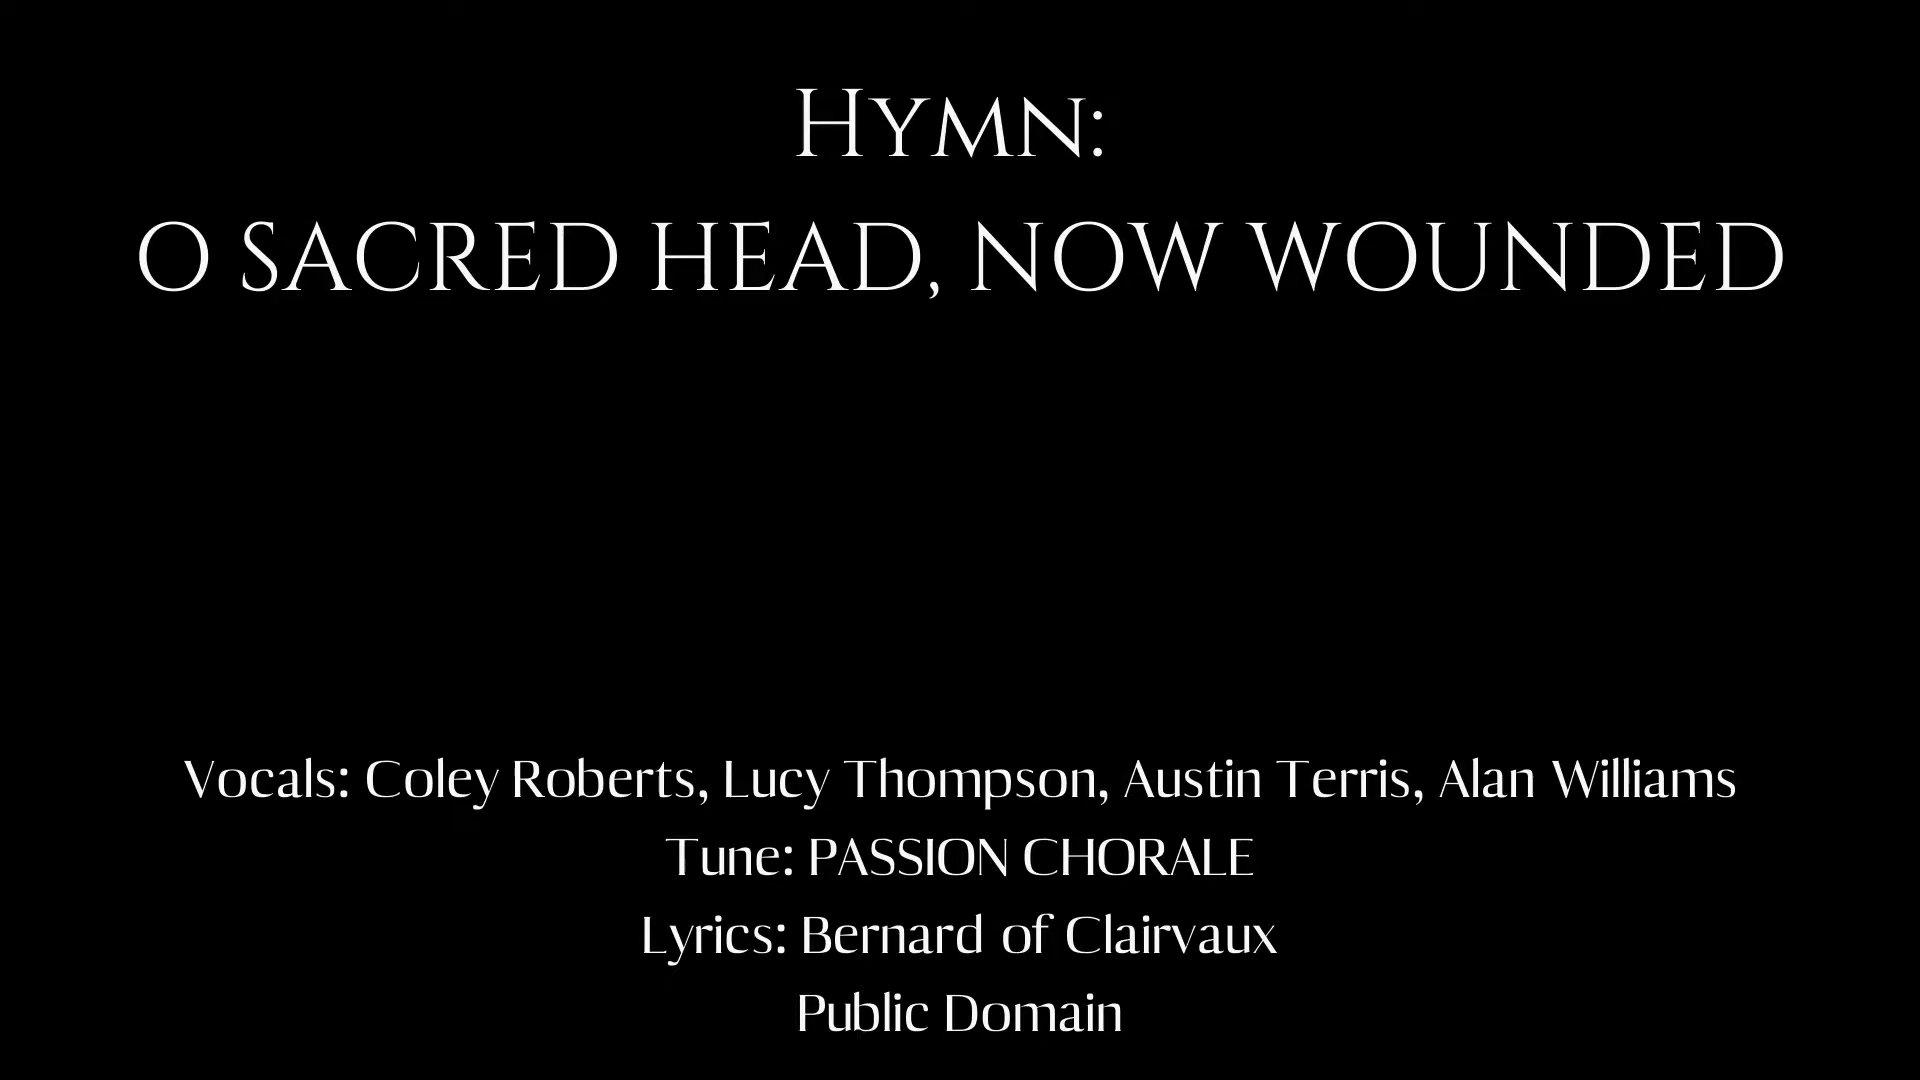 Hymn:
O SACRED HEAD, NOW WOUNDED
Vocals: Coley Roberts, Lucy Thompson, Austin Terris, Alan Williams
Tune: PASSION CHORALE
Lyrics: Bernard of Clairvaux
Public Domain